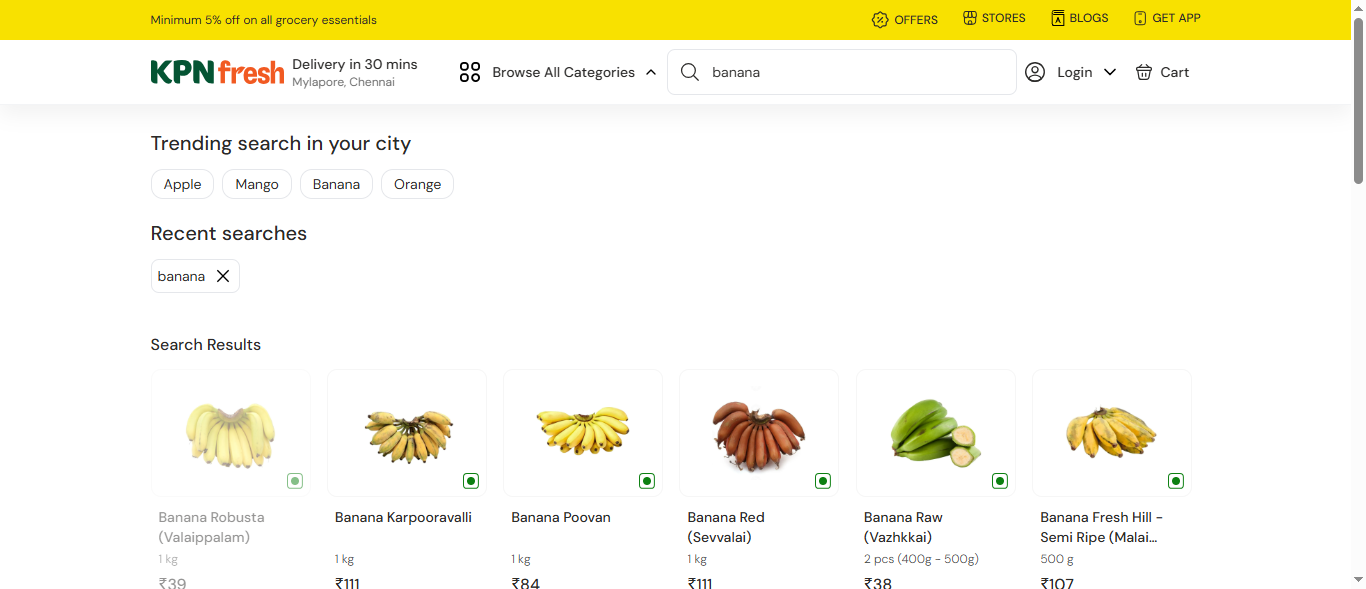 Minimum 5% off on all grocery essentials
OFFERS
STORES
BLOGS
GET APP
KPN fresh
Delivery in 30 mins
Mylapore, Chennai
Browse All Categories
banana
Login
Cart
Trending search in your city
Apple
Mango
Banana
Orange
Recent searches
banana
Search Results
Banana Robusta
(Valaippalam)
1 kg
₹39
Banana Karpooravalli
1 kg
₹111
Banana Poovan
1 kg
₹84
Banana Red
(Sevvalai)
1 kg
₹111
Banana Raw
(Vazhkkai)
2 pcs (400g - 500g)
₹38
Banana Fresh Hill -
Semi Ripe (Malai...
500 g
₹107